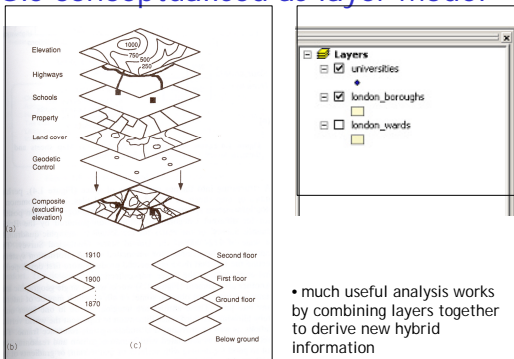 conceptualised as layer model
Elevation
1000
750
500
250
Highways
Schools
Property
Land cover
Geodetic
Control
Composite
(excluding
elevation)
(a)
1910
1900
1870
(b)
Second floor
First floor
Ground floor
Below ground
(c)
Layers
universities
london_boroughs
london_wards
• much useful analysis works
by combining layers together
to derive new hybrid
information